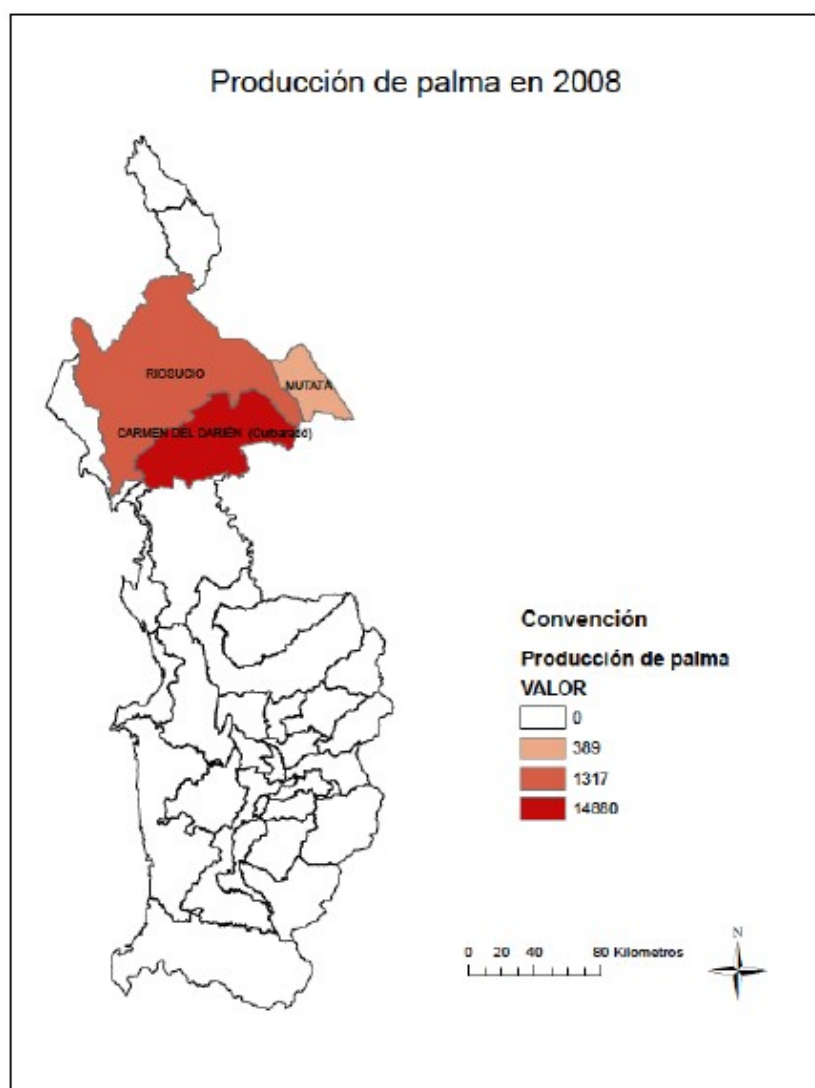 Producción de palma en 2008
RIOSUCIO
MUTATÁ
CARMEN DEL DARIÉN (Curbaradó)
Convención
Producción de palma
VALOR
0
389
1317
14880
N
0 20 40 80 Kilometros